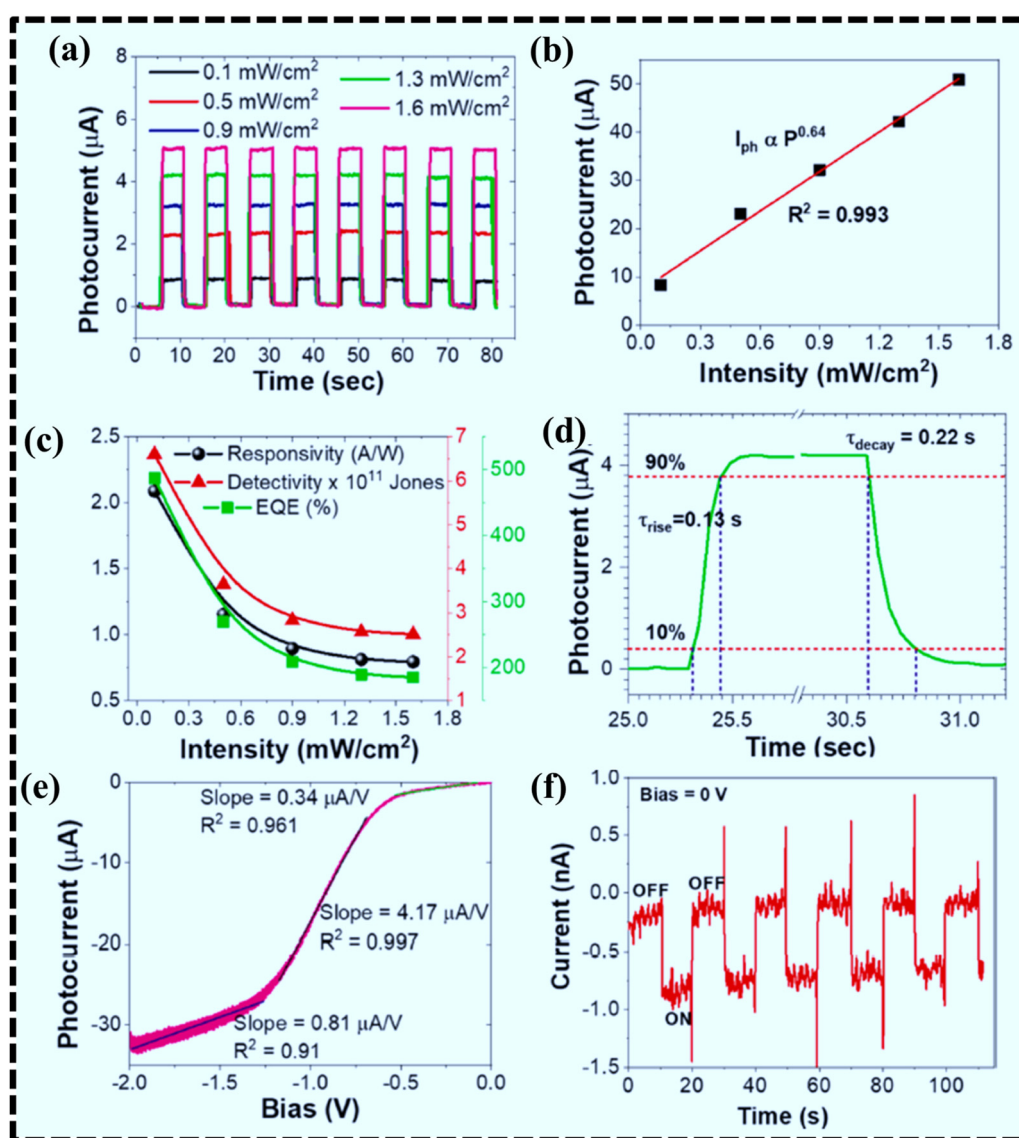 (a)
8
6
4
2
0
Photocurrent (μA)
0.1 mW/cm²
0.5 mW/cm²
0.9 mW/cm²
1.3 mW/cm²
1.6 mW/cm²
0 10 20 30 40 50 60 70 80
Time (sec)
(b)
50
40
30
20
10
0
Photocurrent (μA)
I_ph α P^0.64
R² = 0.993
0.0 0.3 0.6 0.9 1.2 1.5 1.8
Intensity (mW/cm²)
(c)
2.5
2.0
1.5
1.0
0.5
Responsivity (A/W)
Detectivity x 10¹¹ Jones
EQE (%)
7
6
5
4
3
2
1
500
400
300
200
0.0 0.3 0.6 0.9 1.2 1.5 1.8
Intensity (mW/cm²)
(d)
4
4
0
Photocurrent (μA)
τ_decay = 0.22 s
90%
τ_rise=0.13 s
10%
25.0 25.5 30.5 31.0
Time (sec)
(e)
0
-10
-20
-30
Photocurrent (μA)
Slope = 0.34 μA/V
R² = 0.961
Slope = 4.17 μA/V
R² = 0.997
Slope = 0.81 μA/V
R² = 0.91
-2.0 -1.5 -1.0 -0.5 0.0
Bias (V)
(f)
1.0
0.5
0.0
-0.5
-1.0
-1.5
Current (nA)
Bias = 0 V
OFF
OFF
ON
0 20 40 60 80 100
Time (s)